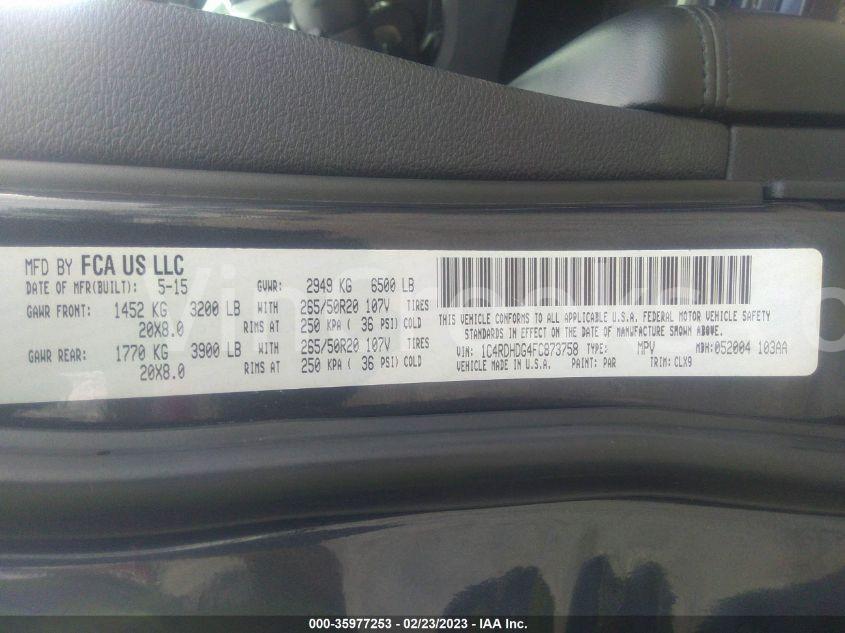 MFD BY FCA US LLC
DATE OF MFR(BUILT): 5-15 GVWR: 2949 KG 6500 LB
GAWR FRONT: 1452 KG 3200 LB WITH 265/50R20 107V TIRES
20X8.0 RIMS AT 250 KPA ( 36 PSI) COLD
GAWR REAR: 1770 KG 3900 LB WITH 265/50R20 107V TIRES
20X8.0 RIMS AT 250 KPA ( 36 PSI) COLD
THIS VEHICLE CONFORMS TO ALL APPLICABLE U.S.A. FEDERAL MOTOR VEHICLE SAFETY
STANDARDS IN EFFECT ON THE DATE OF MANUFACTURE SHOWN ABOVE.
VIN: 1C4RDHDG4FC873758 TYPE: MPV MDH:052004 103AA
VEHICLE MADE IN U.S.A. PAINT: PAR TRIM: CLX9
000-35977253 - 02/23/2023 - IAA Inc.